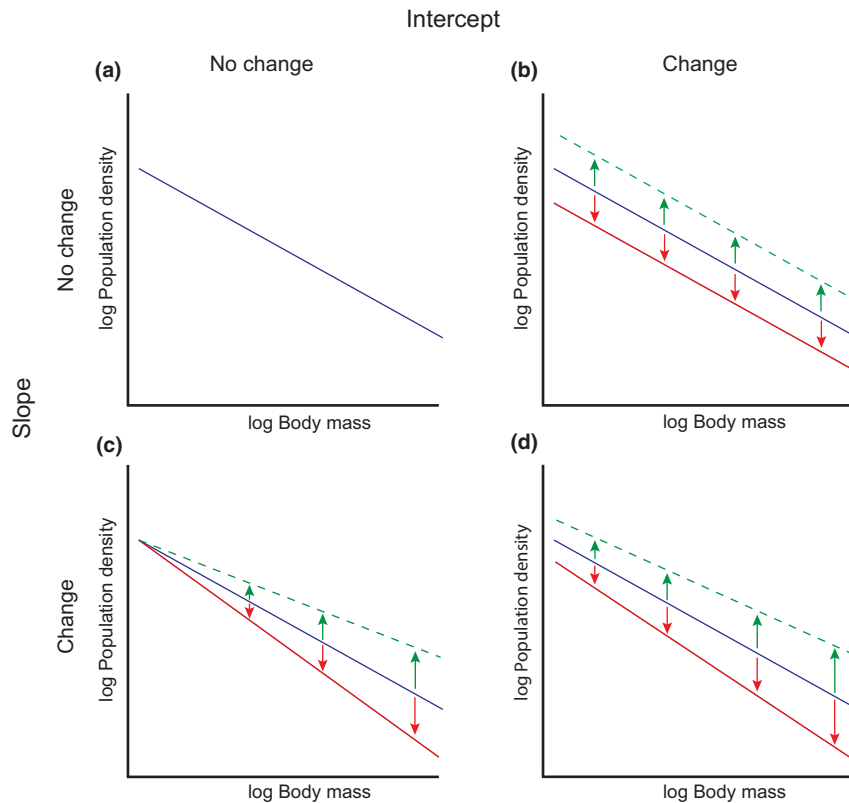 Intercept
No change
Change
Slope
(a)
No change
log Population density
log Body mass
(b)
log Population density
log Body mass
(c)
Change
log Population density
log Body mass
(d)
log Population density
log Body mass